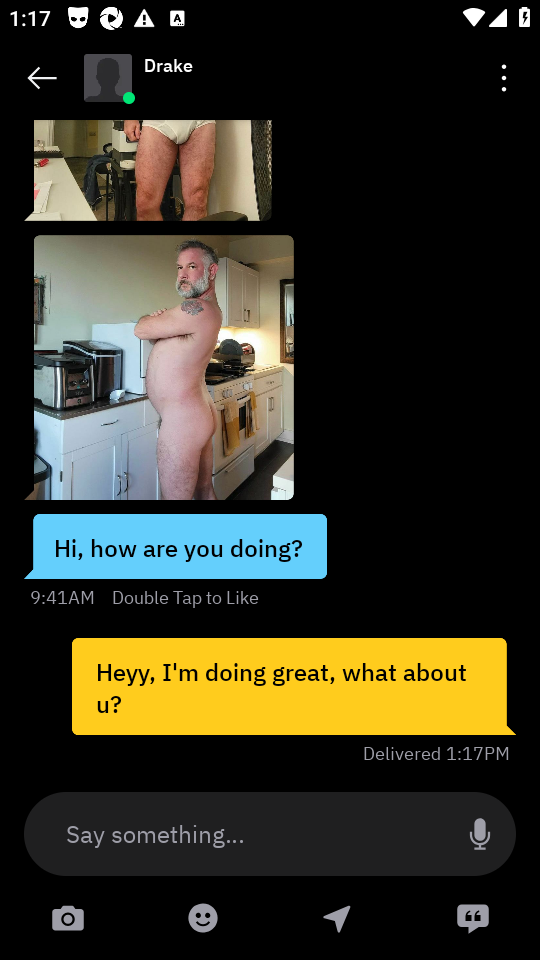 1:17
Drake
Hi, how are you doing?
9:41AM Double Tap to Like
Heyy, I'm doing great, what about
u?
Delivered 1:17PM
Say something...